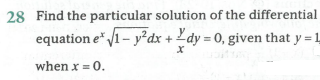 28 Find the particular solution of the differential
equation eˣ √(1 – y²) dx + y/x dy = 0, given that y = 1
when x = 0.